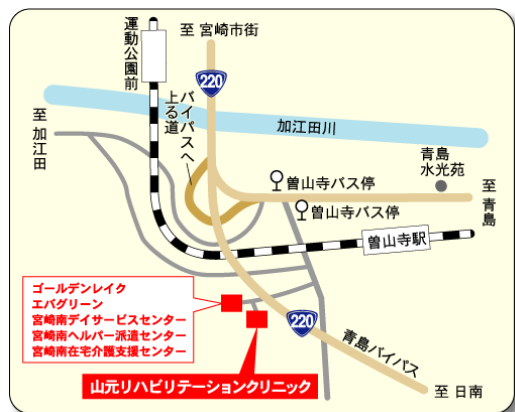 運動公園前
至 宮崎市街
220
バイパスへ
上る道
加江田川
至 加江田
青島
水光苑
曽山寺バス停
曽山寺バス停
至 青島
曽山寺駅
ゴールデンレイク
エバグリーン
宮崎南デイサービスセンター
宮崎南ヘルパー派遣センター
宮崎南在宅介護支援センター
220
青島バイパス
山元リハビリテーションクリニック
至 日南